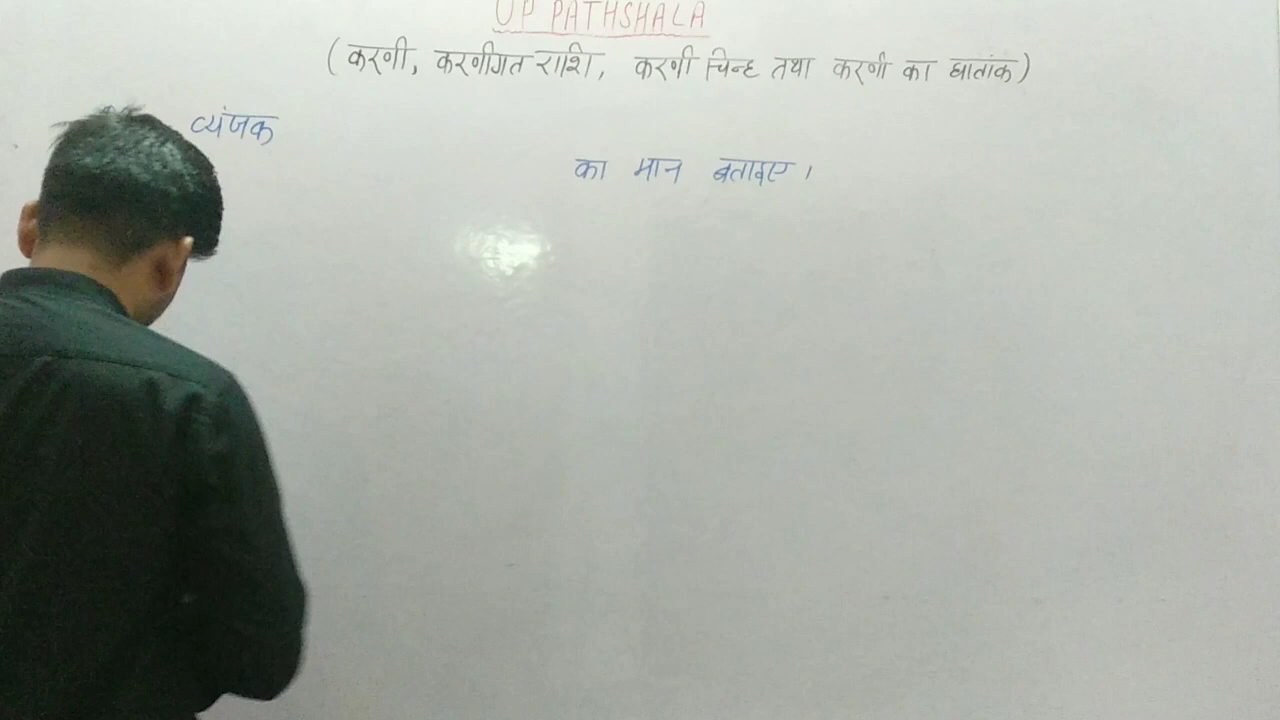 UP PATHSHALA
(करणी, करणीगत राशि, करणी चिन्ह तथा करणी का घातांक)
व्यंजक
का मान बताइए।